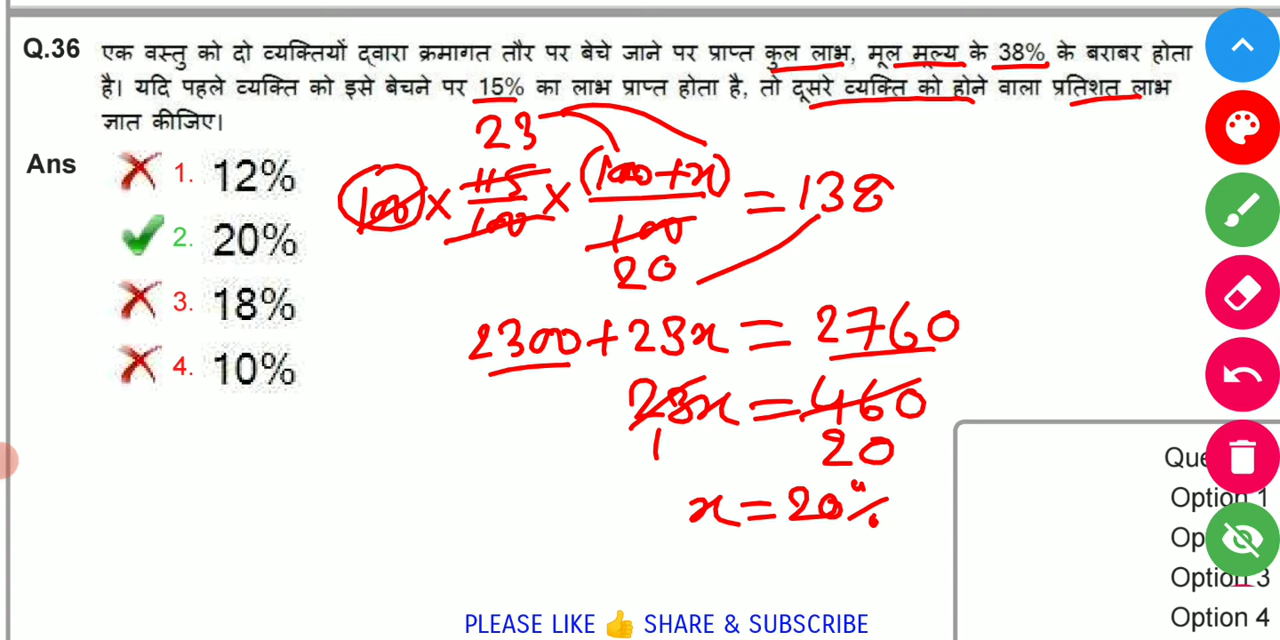 Q.36 एक वस्तु को दो व्यक्तियों द्वारा क्रमागत तौर पर बेचे जाने पर प्राप्त कुल लाभ, मूल मूल्य के 38% के बराबर होता
है। यदि पहले व्यक्ति को इसे बेचने पर 15% का लाभ प्राप्त होता है, तो दूसरे व्यक्ति को होने वाला प्रतिशत लाभ
ज्ञात कीजिए।
23
Ans
1. 12%
100 × 115/100 × (100+x)/100 = 138
2. 20%
20
3. 18%
2300 + 23x = 2760
4. 10%
23x = 460
1 20
x = 20%
Que
Option 1
Op
Option 3
Option 4
PLEASE LIKE 👍 SHARE & SUBSCRIBE